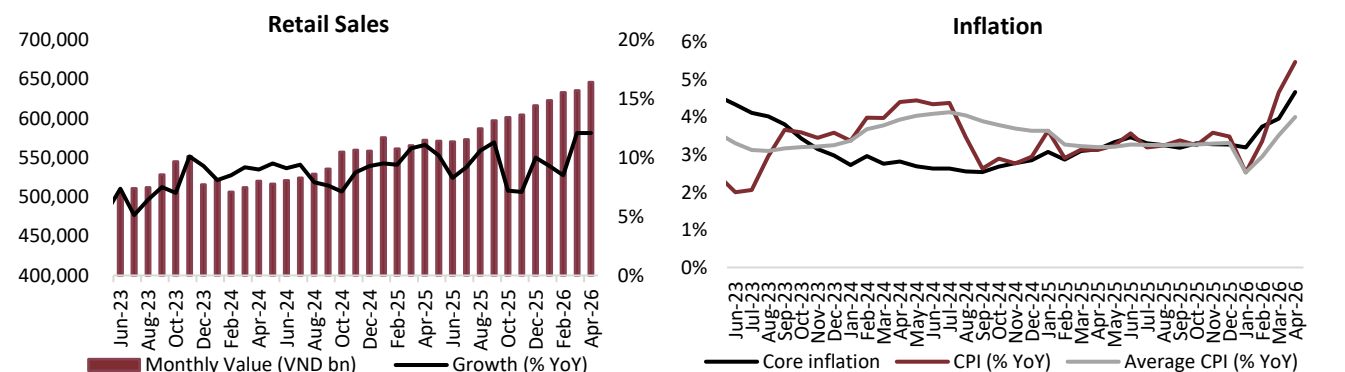 Retail Sales
700,000
650,000
600,000
550,000
500,000
450,000
400,000
20%
15%
10%
5%
0%
Jun-23
Aug-23
Oct-23
Dec-23
Feb-24
Apr-24
Jun-24
Aug-24
Oct-24
Dec-24
Feb-25
Apr-25
Jun-25
Aug-25
Oct-25
Dec-25
Feb-26
Apr-26
Monthly Value (VND bn)
Growth (% YoY)
Inflation
6%
5%
4%
3%
2%
1%
0%
Jun-23
Jul-23
Aug-23
Sep-23
Oct-23
Nov-23
Dec-23
Jan-24
Feb-24
Mar-24
Apr-24
May-24
Jun-24
Jul-24
Aug-24
Sep-24
Oct-24
Nov-24
Dec-24
Jan-25
Feb-25
Mar-25
Apr-25
May-25
Jun-25
Jul-25
Aug-25
Sep-25
Oct-25
Nov-25
Dec-25
Jan-26
Feb-26
Mar-26
Apr-26
Core inflation
CPI (% YoY)
Average CPI (% YoY)